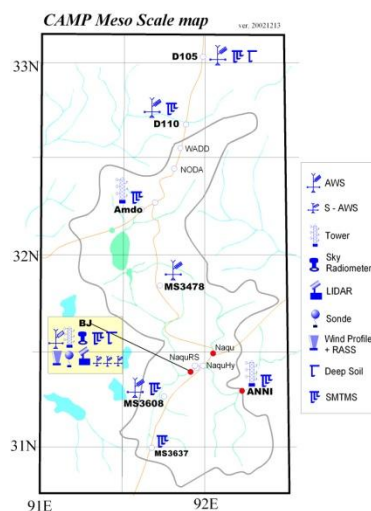 CAMP Meso Scale map
ver. 20021213
33N
D105
D110
WADD
NODA
Amdo
32N
MS3478
BJ
Naqu
NaquRS
NaquHy
ANNI
MS3608
31N
MS3637
91E
92E
AWS
S - AWS
Tower
Sky
Radiometer
LIDAR
Sonde
Wind Profile
+ RASS
Deep Soil
SMTMS